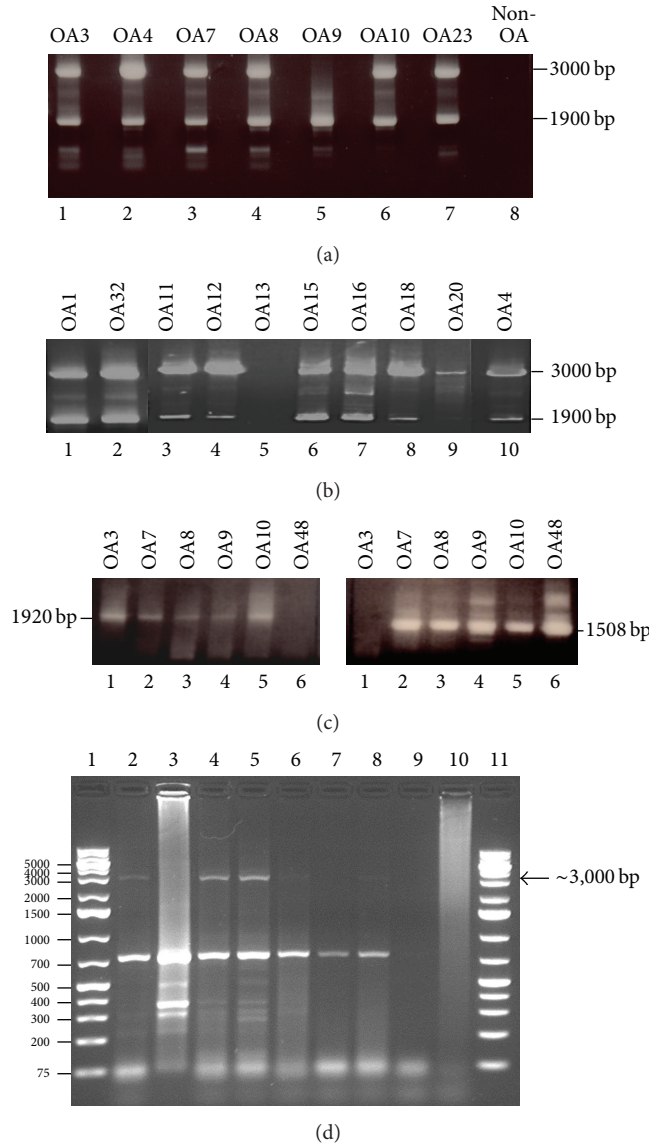 Non-
OA3 OA4 OA7 OA8 OA9 OA10 OA23 OA
3000 bp
1900 bp
1 2 3 4 5 6 7 8
(a)
OA1 OA32 OA11 OA12 OA13 OA15 OA16 OA18 OA20 OA4
3000 bp
1900 bp
1 2 3 4 5 6 7 8 9 10
(b)
OA3 OA7 OA8 OA9 OA10 OA48 OA3 OA7 OA8 OA9 OA10 OA48
1920 bp
1508 bp
1 2 3 4 5 6 1 2 3 4 5 6
(c)
1 2 3 4 5 6 7 8 9 10 11
5000
4000
3000
~3,000 bp
2000
1500
1000
700
500
400
300
200
75
(d)